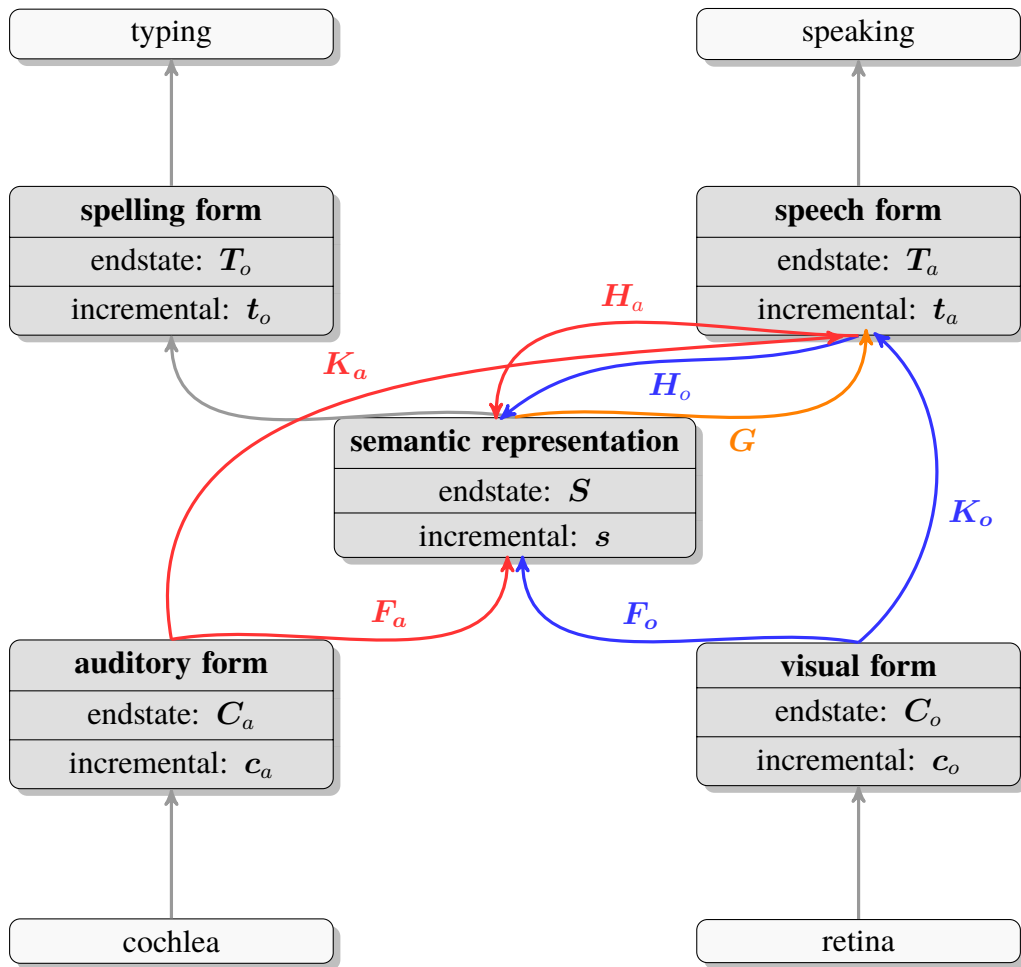 typing
speaking
spelling form
endstate: T_o
incremental: t_o
speech form
endstate: T_a
incremental: t_a
H_a
K_a
H_o
G
semantic representation
endstate: S
incremental: s
K_o
F_a
F_o
auditory form
endstate: C_a
incremental: c_a
visual form
endstate: C_o
incremental: c_o
cochlea
retina